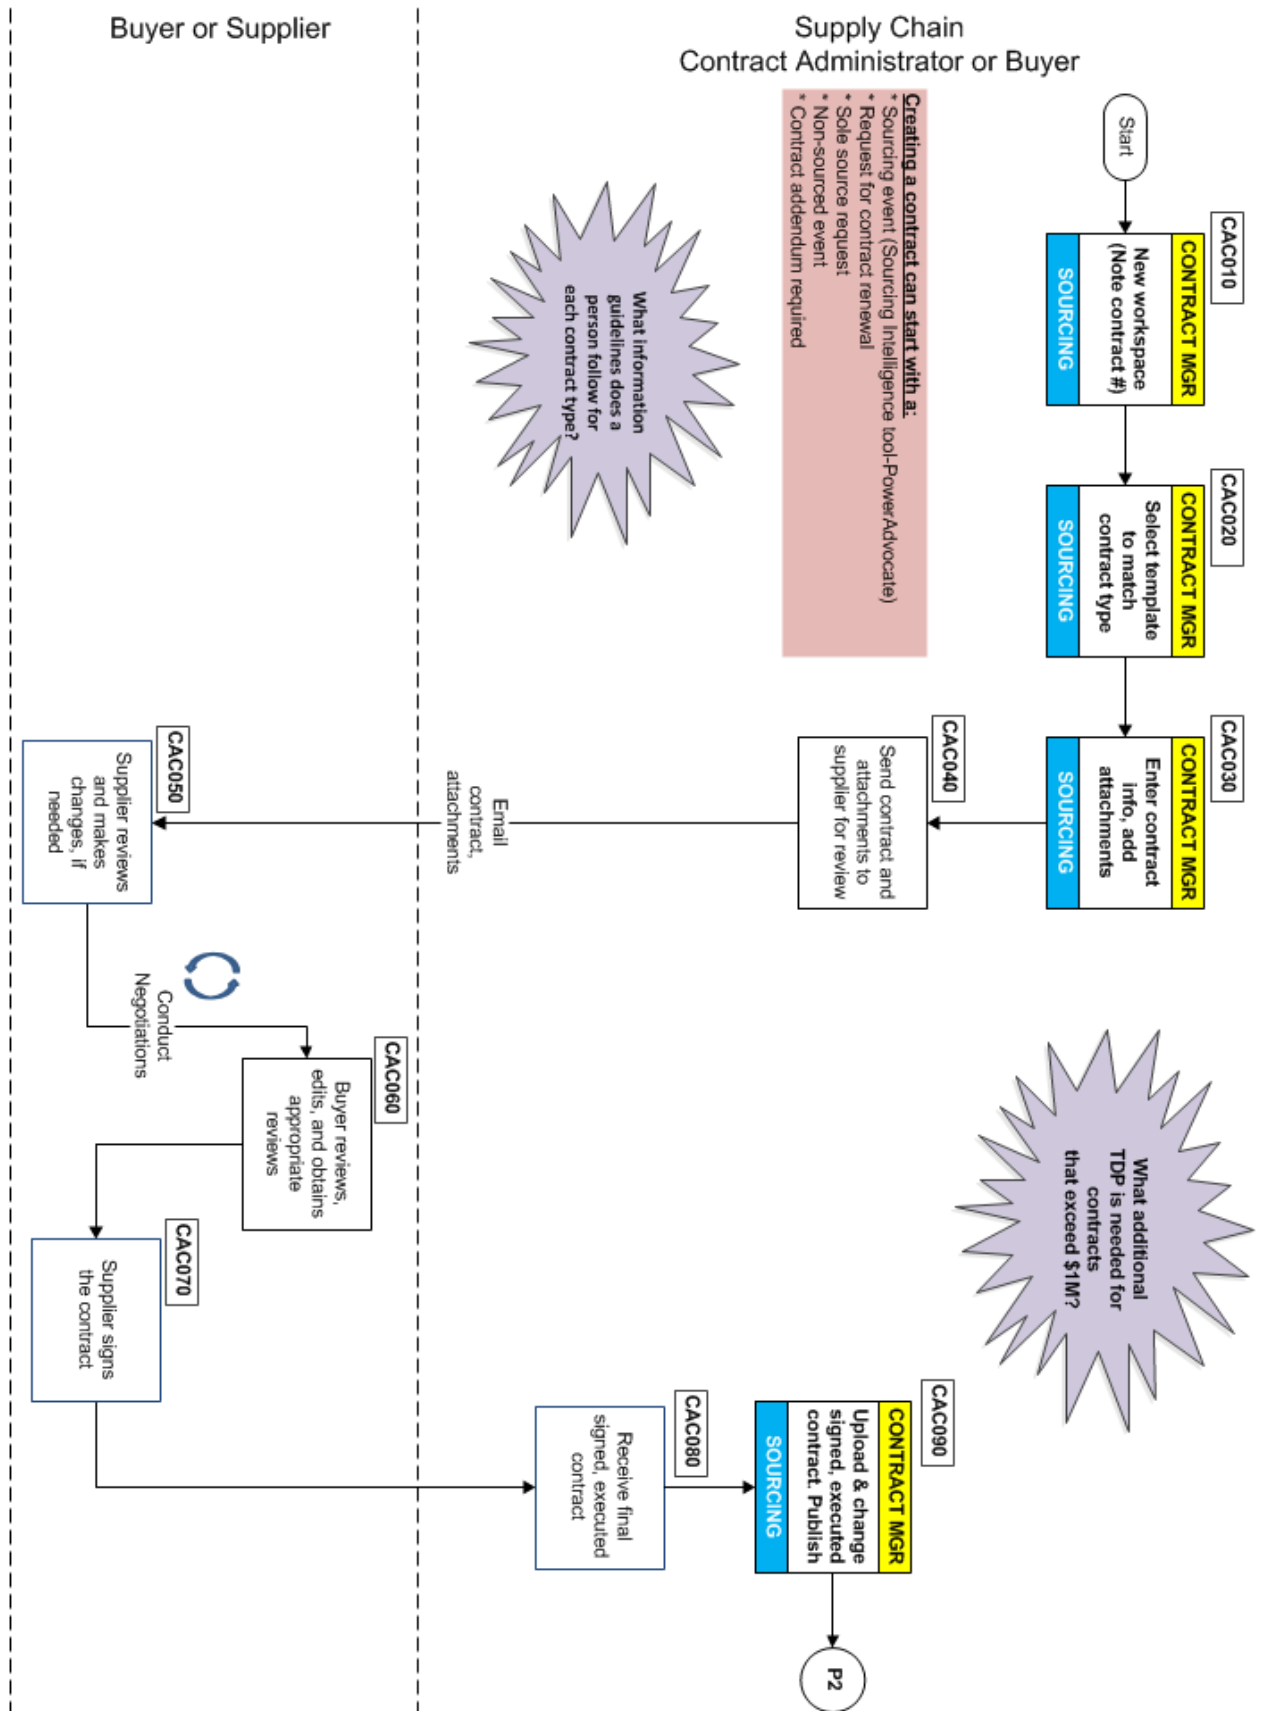 Supply Chain
Contract Administrator or Buyer
Buyer or Supplier
Start
CAC010
CONTRACT MGR
New workspace
(Note contract #)
SOURCING
CAC020
CONTRACT MGR
Select template
to match
contract type
SOURCING
CAC030
CONTRACT MGR
Enter contract
info, add
attachments
SOURCING
Creating a contract can start with a:
* Sourcing event (Sourcing Intelligence tool-PowerAdvocate)
* Request for contract renewal
* Sole source request
* Non-sourced event
* Contract addendum required
What information
guidelines does a
person follow for
each contract type?
CAC040
Send contract and
attachments to
supplier for review
Email
contract,
attachments
CAC050
Supplier reviews
and makes
changes, if
needed
Conduct
Negotiations
CAC060
Buyer reviews,
edits, and obtains
appropriate
reviews
CAC070
Supplier signs
the contract
What additional
TDP is needed for
contracts
that exceed $1M?
CAC080
Receive final
signed, executed
contract
CAC090
CONTRACT MGR
Upload & change
signed, executed
contract. Publish
SOURCING
P2